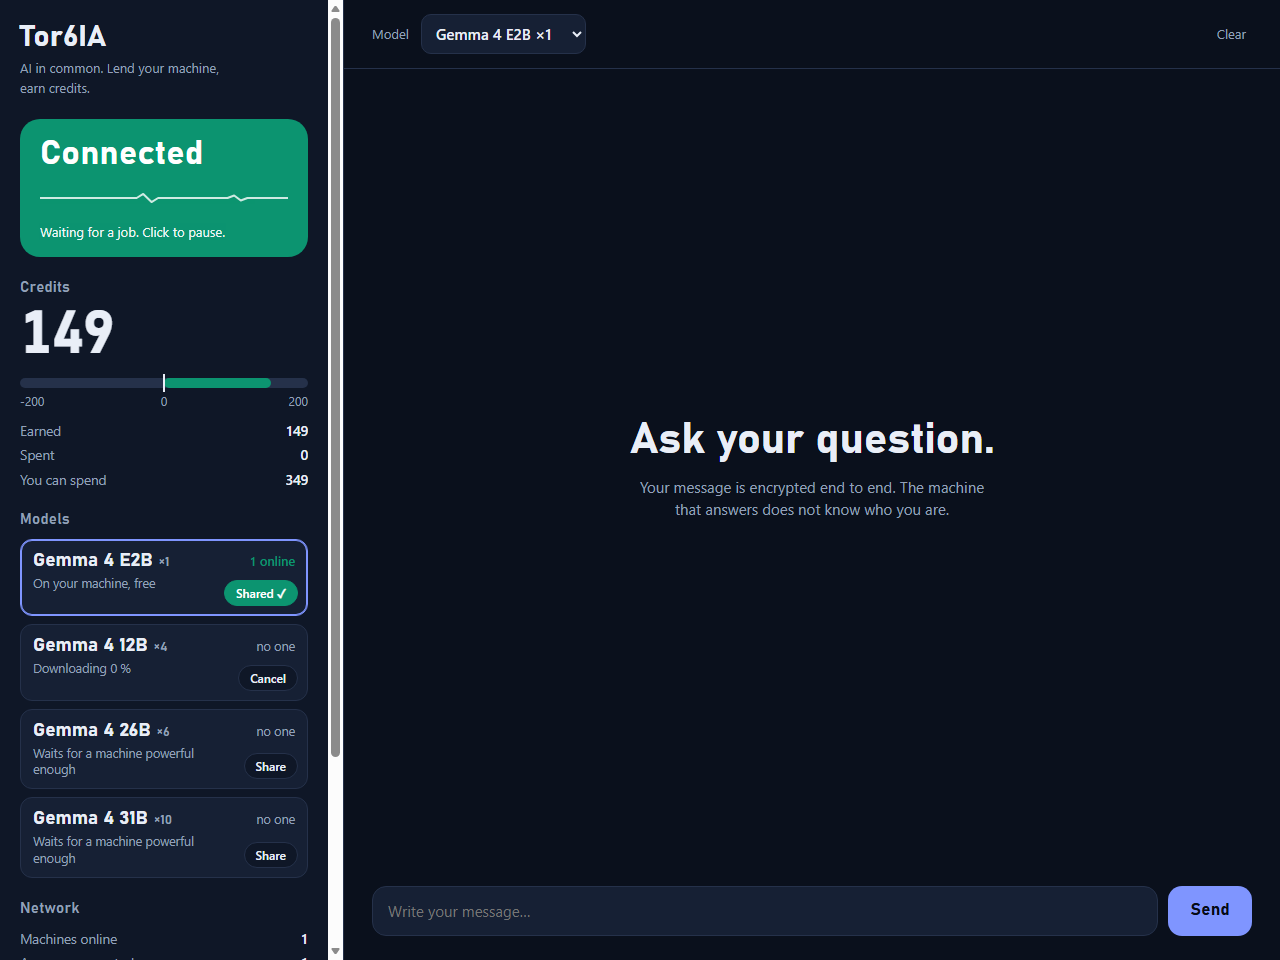 Tor6IA
AI in common. Lend your machine,
earn credits.
Connected
Waiting for a job. Click to pause.
Credits
149
-200 0 200
Earned 149
Spent 0
You can spend 349
Models
Gemma 4 E2B ×1 1 online
On your machine, free
Shared ✓
Gemma 4 12B ×4 no one
Downloading 0 %
Cancel
Gemma 4 26B ×6 no one
Waits for a machine powerful
enough
Share
Gemma 4 31B ×10 no one
Waits for a machine powerful
enough
Share
Network
Machines online 1
Model Gemma 4 E2B ×1 Clear
Ask your question.
Your message is encrypted end to end. The machine
that answers does not know who you are.
Write your message...
Send